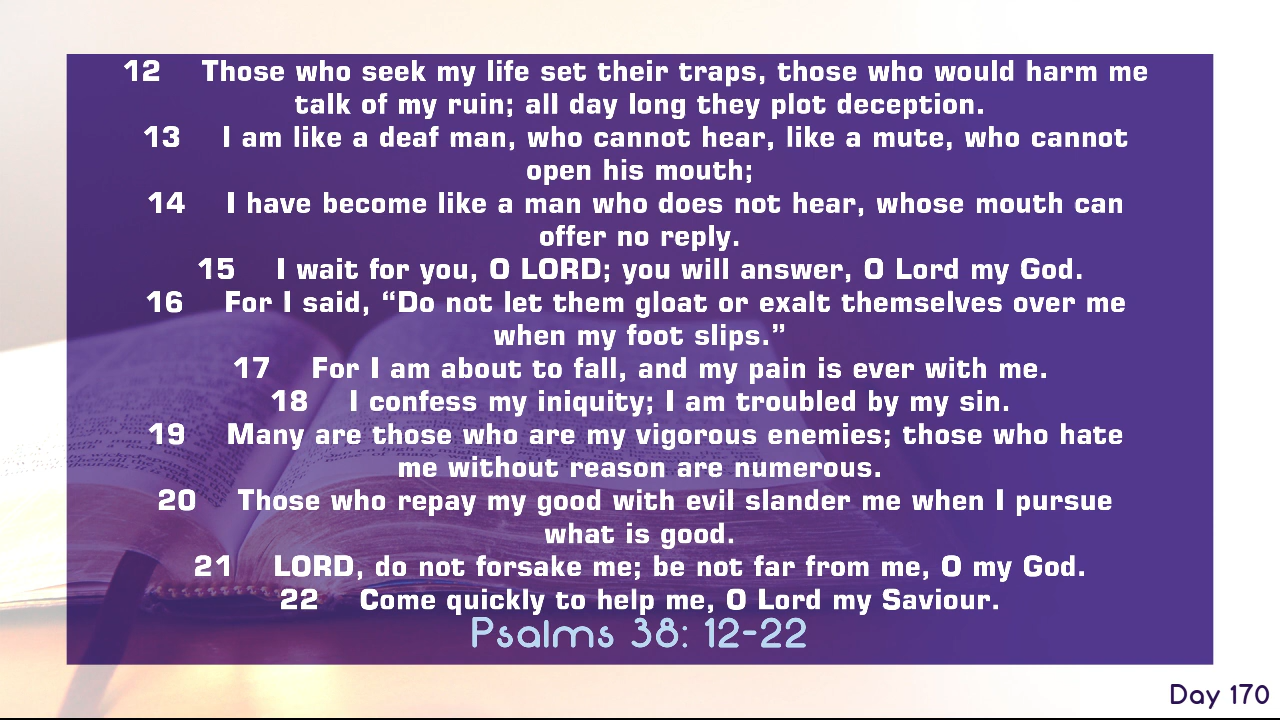 12 Those who seek my life set their traps, those who would harm me
talk of my ruin; all day long they plot deception.
13 I am like a deaf man, who cannot hear, like a mute, who cannot
open his mouth;
14 I have become like a man who does not hear, whose mouth can
offer no reply.
15 I wait for you, O LORD; you will answer, O Lord my God.
16 For I said, “Do not let them gloat or exalt themselves over me
when my foot slips.”
17 For I am about to fall, and my pain is ever with me.
18 I confess my iniquity; I am troubled by my sin.
19 Many are those who are my vigorous enemies; those who hate
me without reason are numerous.
20 Those who repay my good with evil slander me when I pursue
what is good.
21 LORD, do not forsake me; be not far from me, O my God.
22 Come quickly to help me, O Lord my Saviour.
Psalms 38: 12-22
Day 170